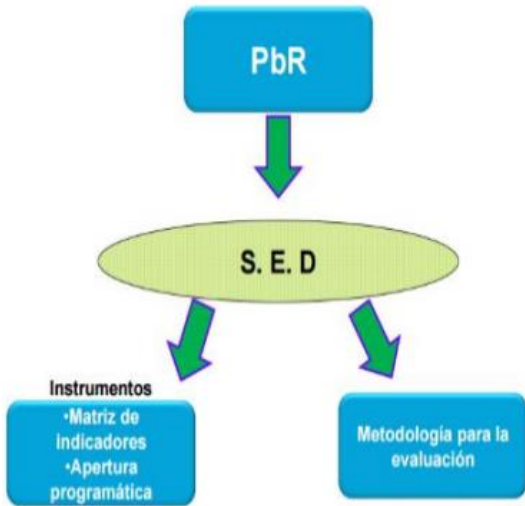 PbR
S. E. D
Instrumentos
•Matriz de
indicadores
•Apertura
programática
Metodología para la
evaluación